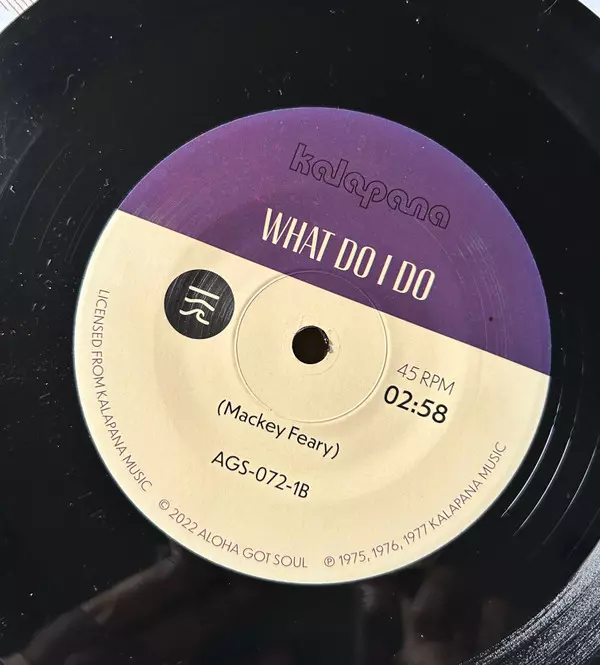 kalapana
WHAT DO I DO
45 RPM
02:58
(Mackey Feary)
AGS-072-1B
LICENSED FROM KALAPANA MUSIC
© 2022 ALOHA GOT SOUL
℗ 1975, 1976, 1977 KALAPANA MUSIC